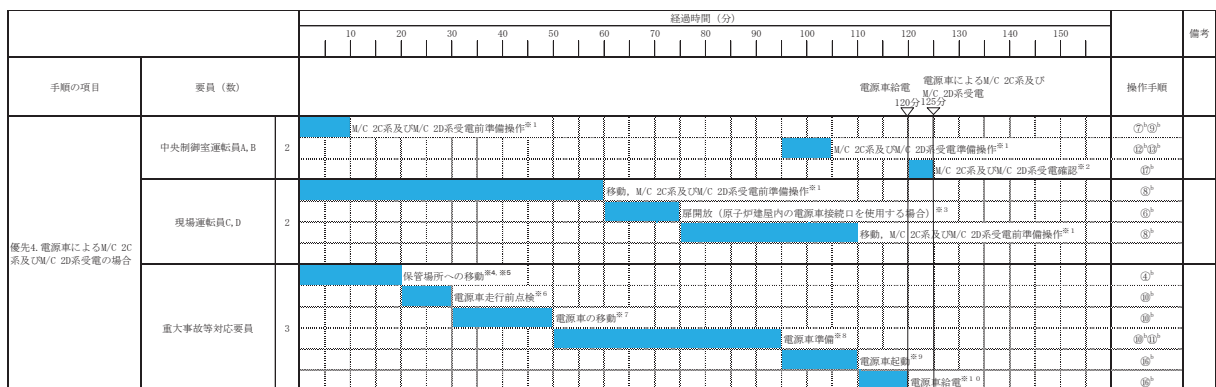 経過時間（分）
備考
10 20 30 40 50 60 70 80 90 100 110 120 130 140 150
手順の項目
要員（数）
操作手順
電源車給電
120分
電源車によるM/C 2C系及び
M/C 2D系受電
125分
優先4.電源車によるM/C 2C
系及びM/C 2D系受電の場合
中央制御室運転員A,B
2
M/C 2C系及びM/C 2D系受電前準備操作※1
⑦ᵇ⑨ᵇ
M/C 2C系及びM/C 2D系受電準備操作※1
⑫ᵇ⑬ᵇ
M/C 2C系及びM/C 2D系受電確認※2
⑰ᵇ
現場運転員C,D
2
移動，M/C 2C系及びM/C 2D系受電前準備操作※1
⑧ᵇ
扉開放（原子炉建屋内の電源車接続口を使用する場合）※3
⑥ᵇ
移動，M/C 2C系及びM/C 2D系受電前準備操作※1
⑧ᵇ
重大事故等対応要員
3
保管場所への移動※4，※5
④ᵇ
電源車走行前点検※6
⑩ᵇ
電源車の移動※7
⑩ᵇ
電源車準備※8
⑩ᵇ⑪ᵇ
電源車起動※9
⑯ᵇ
電源車給電※10
⑯ᵇ